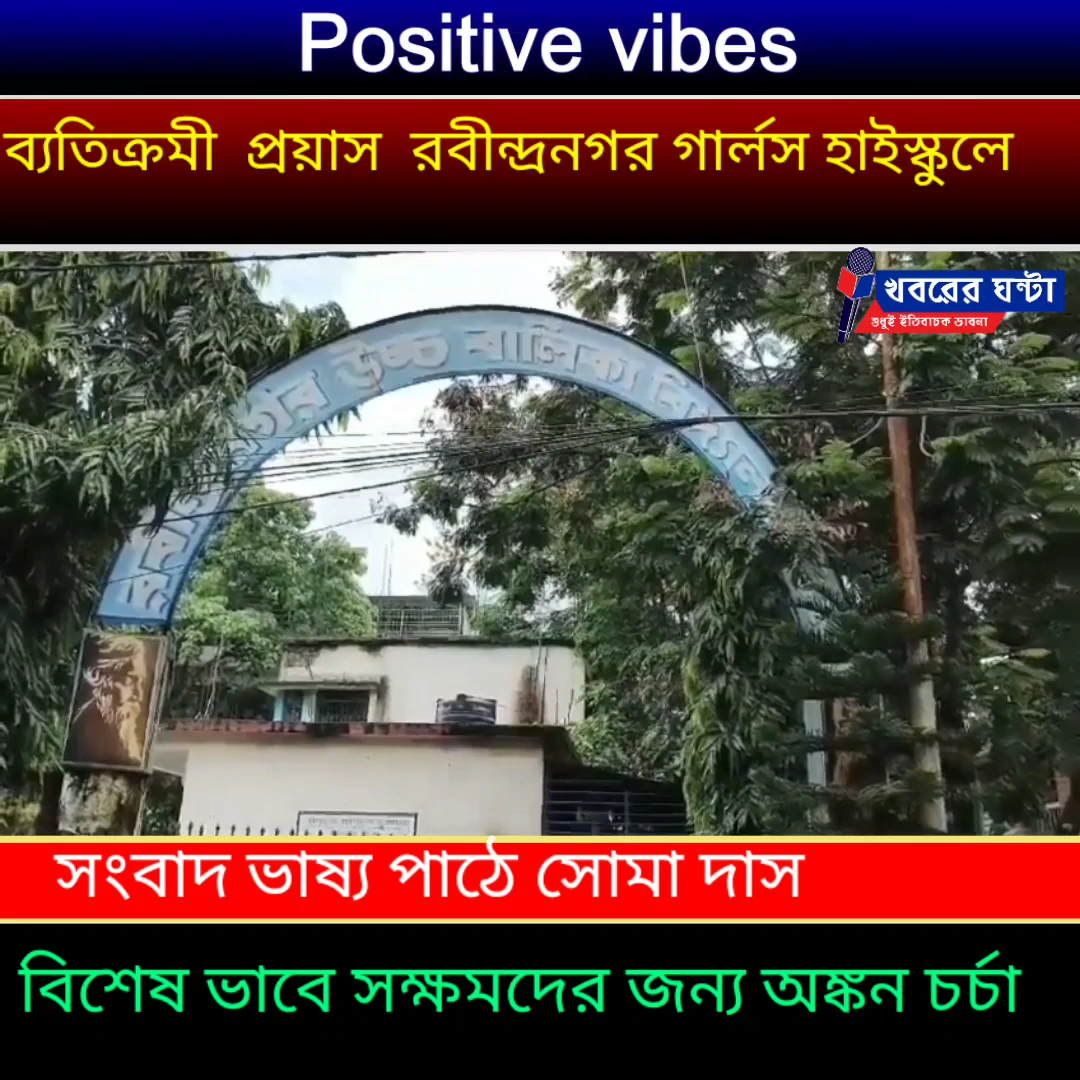 Positive vibes
ব্যতিক্রমী প্রয়াস রবীন্দ্রনগর গার্লস হাইস্কুলে
খবরের ঘন্টা
শুধুই ইতিবাচক ভাবনা
উচ্চ বালিকা
সংবাদ ভাষ্য পাঠে সোমা দাস
বিশেষ ভাবে সক্ষমদের জন্য অঙ্কন চর্চা